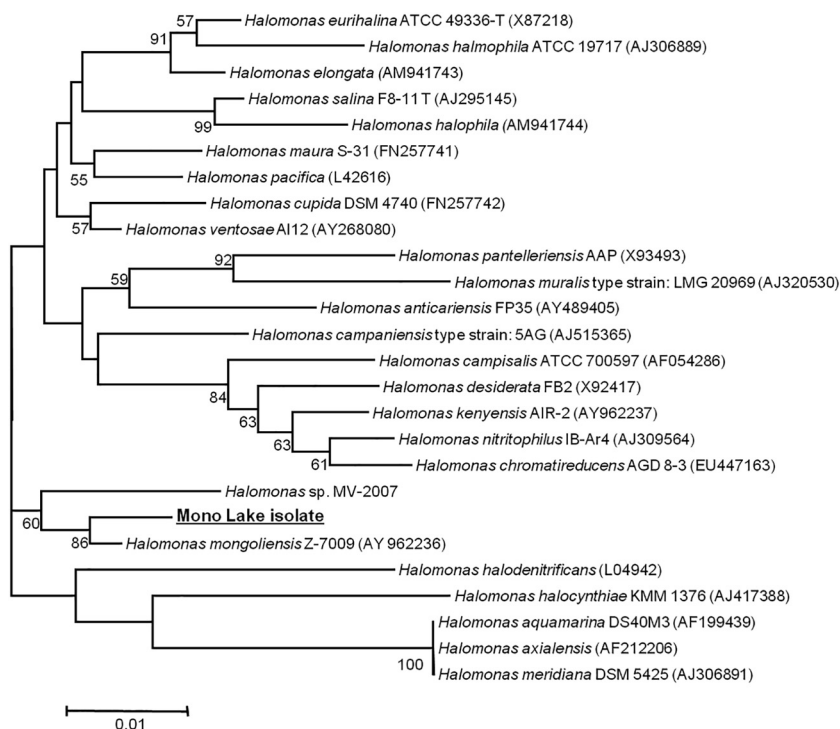 57
Halomonas eurihalina ATCC 49336-T (X87218)
91
Halomonas halmophila ATCC 19717 (AJ306889)
Halomonas elongata (AM941743)
Halomonas salina F8-11 T (AJ295145)
99
Halomonas halophila (AM941744)
Halomonas maura S-31 (FN257741)
55
Halomonas pacifica (L42616)
Halomonas cupida DSM 4740 (FN257742)
57
Halomonas ventosae Al12 (AY268080)
92
Halomonas pantelleriensis AAP (X93493)
59
Halomonas muralis type strain: LMG 20969 (AJ320530)
Halomonas anticariensis FP35 (AY489405)
Halomonas campaniensis type strain: 5AG (AJ515365)
Halomonas campisalis ATCC 700597 (AF054286)
84
Halomonas desiderata FB2 (X92417)
63
Halomonas kenyensis AIR-2 (AY962237)
63
Halomonas nitritophilus IB-Ar4 (AJ309564)
61
Halomonas chromatireducens AGD 8-3 (EU447163)
Halomonas sp. MV-2007
60
Mono Lake isolate
86
Halomonas mongoliensis Z-7009 (AY 962236)
Halomonas halodenitrificans (L04942)
Halomonas halocynthiae KMM 1376 (AJ417388)
Halomonas aquamarina DS40M3 (AF199439)
Halomonas axialensis (AF212206)
100
Halomonas meridiana DSM 5425 (AJ306891)
0.01